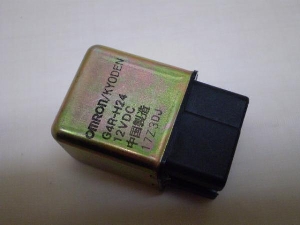 OMRON/KYODEN
G4R-H24
12VDC
中国製造
17Z30J